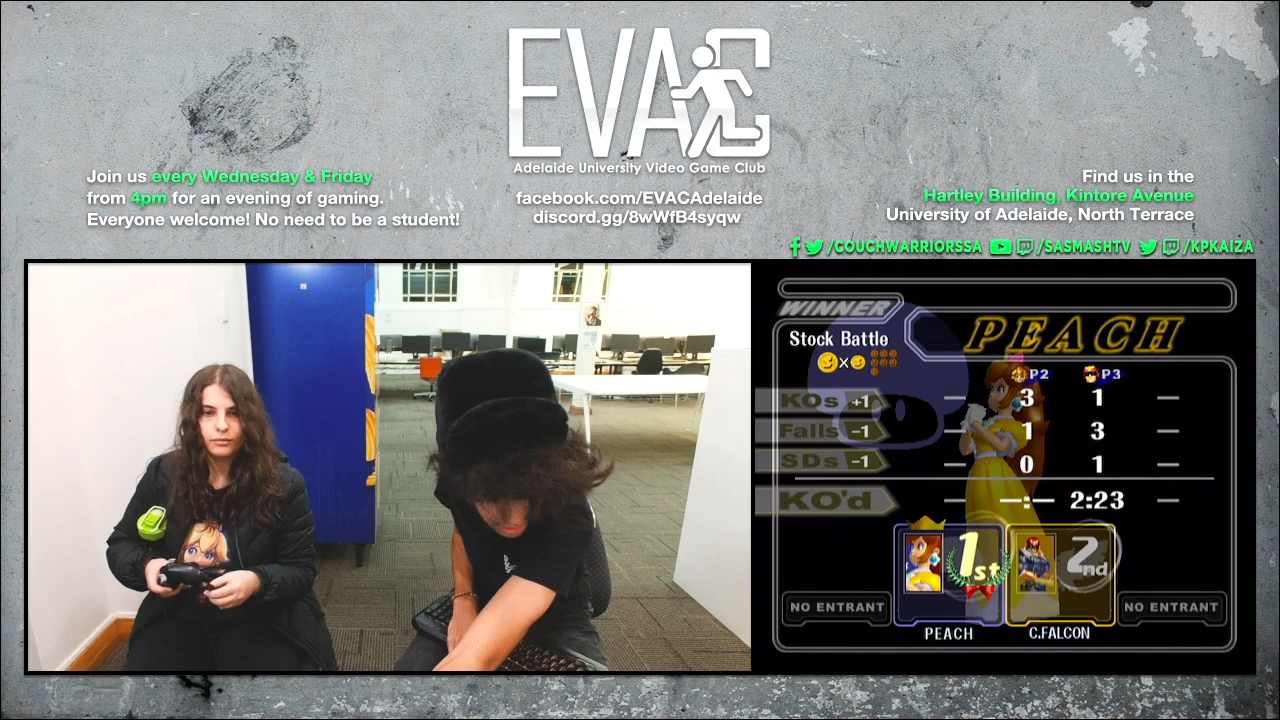 EVAC
Adelaide University Video Game Club
Join us every Wednesday & Friday
from 4pm for an evening of gaming.
Everyone welcome! No need to be a student!
facebook.com/EVACAdelaide
discord.gg/8wWfB4syqw
Find us in the
Hartley Building, Kintore Avenue
University of Adelaide, North Terrace
/COUCHWARRIORSSA /SASMASHTV /KPKAIZA
WINNER
PEACH
Stock Battle
P2 P3
KOs +1 — 3 1 —
Falls -1 — 1 3 —
SDs -1 — 0 1 —
KO'd — —:— 2:23 —
1st 2nd
NO ENTRANT NO ENTRANT
PEACH C.FALCON